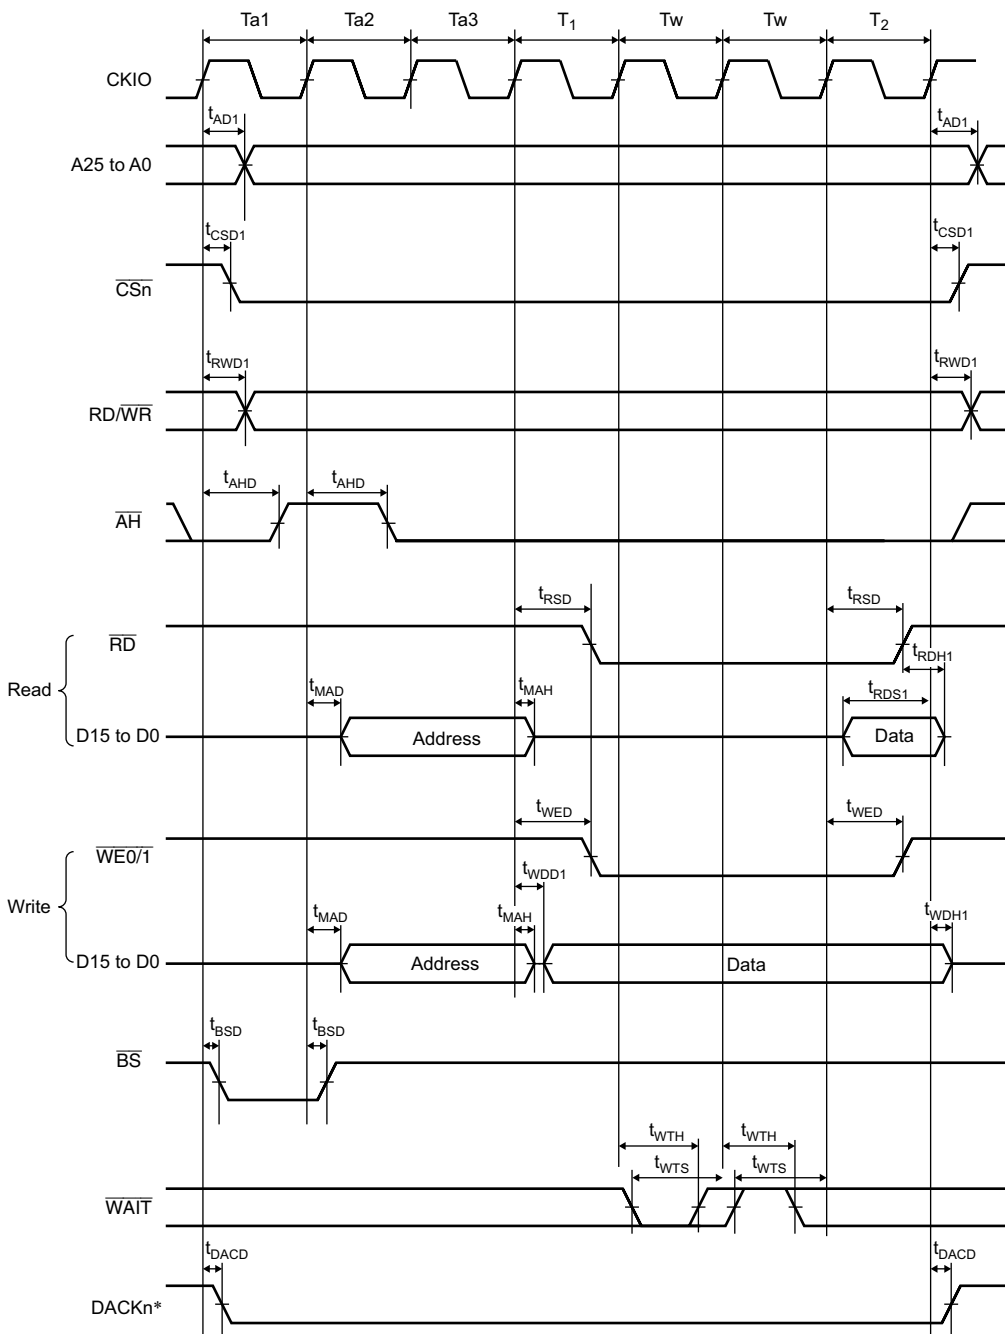 Ta1 Ta2 Ta3 T1 Tw Tw T2
CKIO
tAD1 tAD1
A25 to A0
tCSD1 tCSD1
CSn
tRWD1 tRWD1
RD/WR
tAHD tAHD
AH
tRSD tRSD
RD
tRDH1
Read
tMAD tMAH tRDS1
D15 to D0 Address Data
tWED tWED
WE0/1
tWDD1
Write
tMAD tMAH tWDH1
D15 to D0 Address Data
tBSD tBSD
BS
tWTH tWTH
tWTS tWTS
WAIT
tDACD tDACD
DACKn*